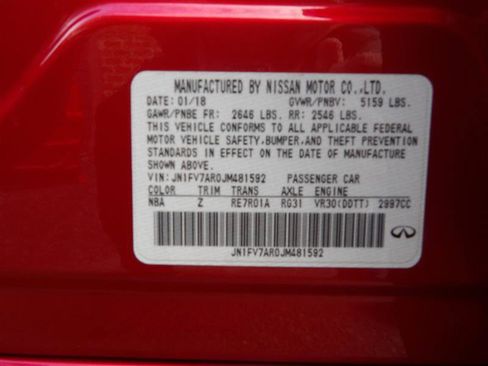 MANUFACTURED BY NISSAN MOTOR CO.,LTD.
DATE: 01/18 GVWR/PNBV: 5159 LBS.
GAWR/PNBE FR: 2646 LBS. RR: 2546 LBS.
THIS VEHICLE CONFORMS TO ALL APPLICABLE FEDERAL
MOTOR VEHICLE SAFETY,BUMPER,AND THEFT PREVENTION
STANDARDS IN EFFECT ON THE DATE OF MANUFACTURE
SHOWN ABOVE.
VIN: JN1FV7AR0JM481592 PASSENGER CAR
COLOR TRIM TRANS AXLE ENGINE
NBA Z RE7R01A RG31 VR30(DDTT) 2997CC
JN1FV7AR0JM481592